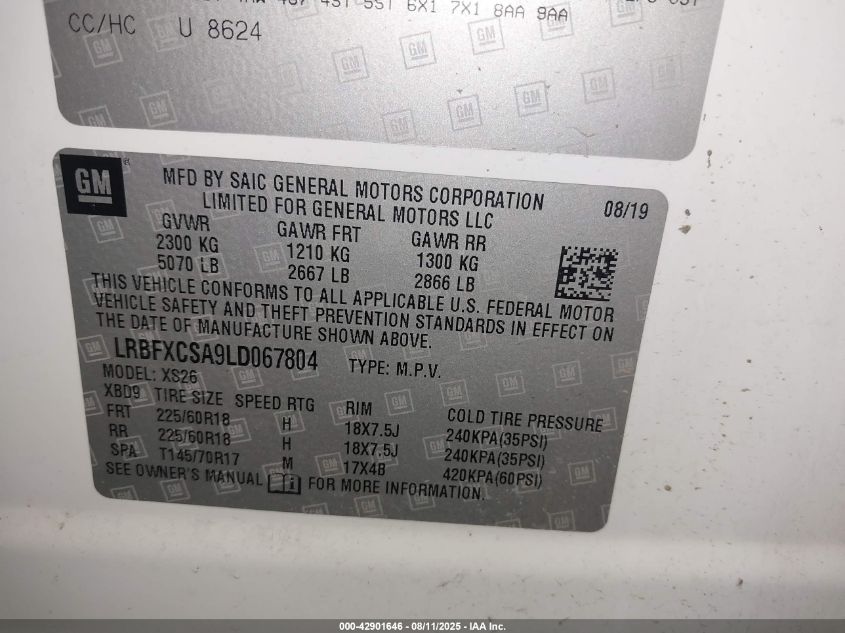 6X1 7X1 8AA 9AA
CC/HC U 8624
GM
MFD BY SAIC GENERAL MOTORS CORPORATION
LIMITED FOR GENERAL MOTORS LLC
08/19
GVWR GAWR FRT GAWR RR
2300 KG 1210 KG 1300 KG
5070 LB 2667 LB 2866 LB
THIS VEHICLE CONFORMS TO ALL APPLICABLE U.S. FEDERAL MOTOR
VEHICLE SAFETY AND THEFT PREVENTION STANDARDS IN EFFECT ON
THE DATE OF MANUFACTURE SHOWN ABOVE.
LRBFXCSA9LD067804 TYPE: M.P.V.
MODEL: XS26
XBD9 TIRE SIZE SPEED RTG RIM COLD TIRE PRESSURE
FRT 225/60R18 H 18X7.5J 240KPA(35PSI)
RR 225/60R18 H 18X7.5J 240KPA(35PSI)
SPA T145/70R17 M 17X4B 420KPA(60PSI)
SEE OWNER'S MANUAL FOR MORE INFORMATION.
000-42901646 - 08/11/2025 - IAA Inc.